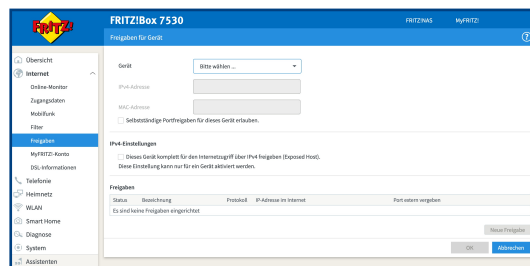 FRITZ!
FRITZ!Box 7530
FRITZ!NAS
MyFRITZ!
Freigaben für Gerät
?
Übersicht
Internet
Online-Monitor
Zugangsdaten
Mobilfunk
Filter
Freigaben
MyFRITZ!-Konto
DSL-Informationen
Telefonie
Heimnetz
WLAN
Smart Home
Diagnose
System
Assistenten
Gerät
Bitte wählen ...
IPv4-Adresse
MAC-Adresse
Selbstständige Portfreigaben für dieses Gerät erlauben.
IPv4-Einstellungen
Dieses Gerät komplett für den Internetzugriff über IPv4 freigeben (Exposed Host).
Diese Einstellung kann nur für ein Gerät aktiviert werden.
Freigaben
Status Bezeichnung Protokoll IP-Adresse im Internet Port extern vergeben
Es sind keine Freigaben eingerichtet
Neue Freigabe
OK Abbrechen